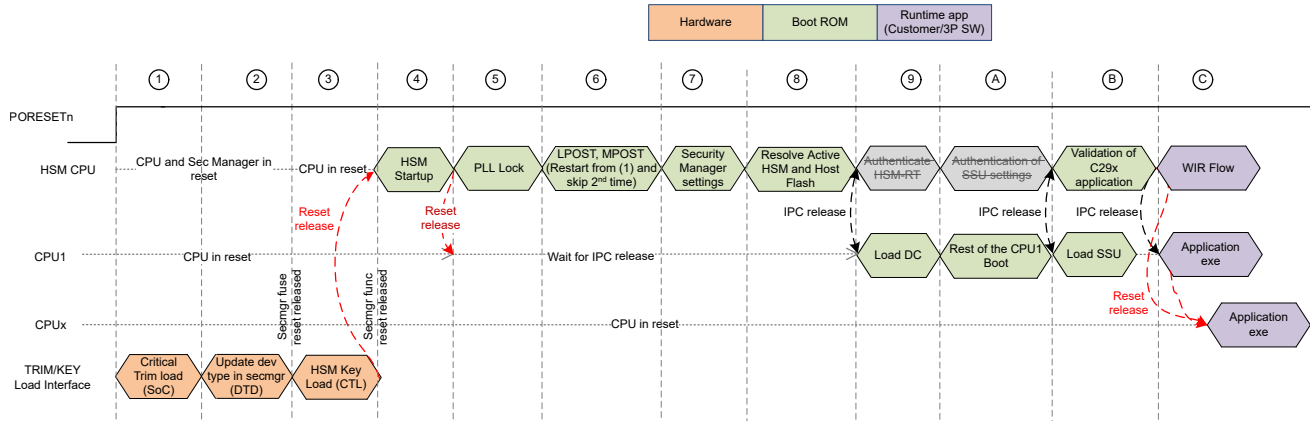 Hardware
Boot ROM
Runtime app
(Customer/3P SW)
1
2
3
4
5
6
7
8
9
A
B
C
PORESETn
HSM CPU
CPU and Sec Manager in
reset
CPU in reset
HSM
Startup
PLL Lock
LPOST, MPOST
(Restart from (1) and
skip 2nd time)
Security
Manager
settings
Resolve Active
HSM and Host
Flash
Authenticate
HSM-RT
Authentication of
SSU settings
Validation of
C29x
application
WIR Flow
Reset
release
Reset
release
IPC release
IPC release
IPC release
CPU1
CPU in reset
Wait for IPC release
Load DC
Rest of the CPU1
Boot
Load SSU
Application
exe
Secmgr fuse
reset released
Secmgr func
reset released
Reset
release
CPUx
CPU in reset
Application
exe
TRIM/KEY
Load Interface
Critical
Trim load
(SoC)
Update dev
type in secmgr
(DTD)
HSM Key
Load (CTL)